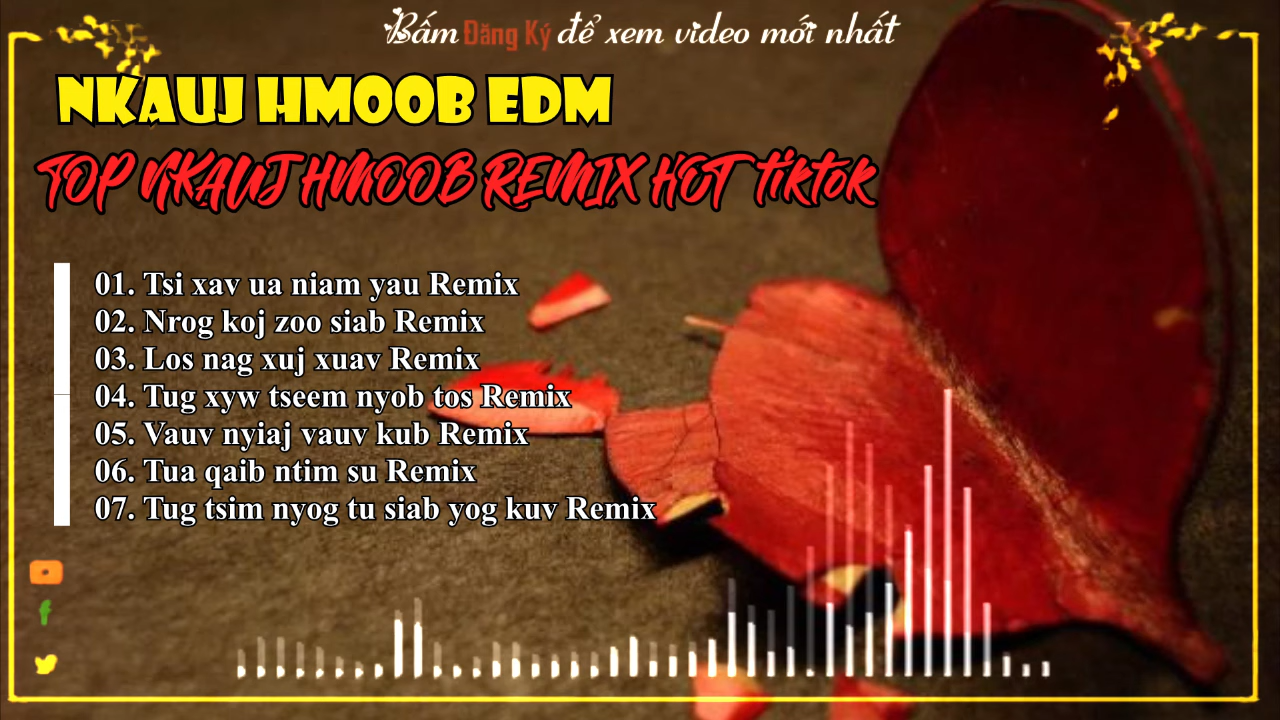 Bấm Đăng Ký để xem video mới nhất
NKAUJ HMOOB EDM
TOP NKAUJ HMOOB REMIX HOT tiktok
01. Tsi xav ua niam yau Remix
02. Nrog koj zoo siab Remix
03. Los nag xuj xuav Remix
04. Tug xyw tseem nyob tos Remix
05. Vauv nyiaj vauv kub Remix
06. Tua qaib ntim su Remix
07. Tug tsim nyog tu siab yog kuv Remix